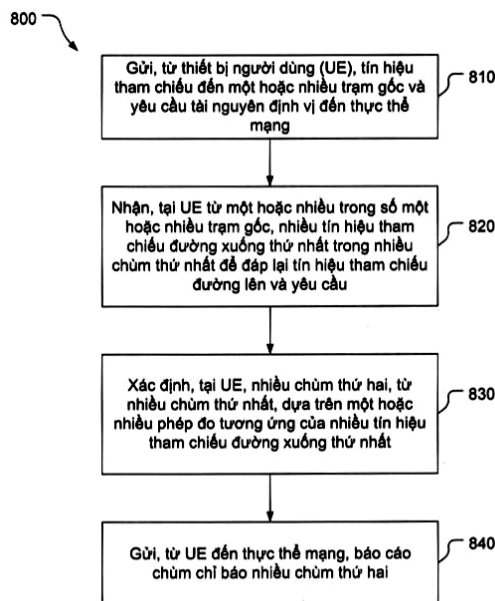 800
Gửi, từ thiết bị người dùng (UE), tín hiệu
tham chiếu đến một hoặc nhiều trạm gốc và
yêu cầu tài nguyên định vị đến thực thể
mạng
810
Nhận, tại UE từ một hoặc nhiều trong số một
hoặc nhiều trạm gốc, nhiều tín hiệu tham
chiếu đường xuống thứ nhất trong nhiều
chùm thứ nhất để đáp lại tín hiệu tham chiếu
đường lên và yêu cầu
820
Xác định, tại UE, nhiều chùm thứ hai, từ
nhiều chùm thứ nhất, dựa trên một hoặc
nhiều phép đo tương ứng của nhiều tín hiệu
tham chiếu đường xuống thứ nhất
830
Gửi, từ UE đến thực thể mạng, báo cáo
chùm chỉ báo nhiều chùm thứ hai
840